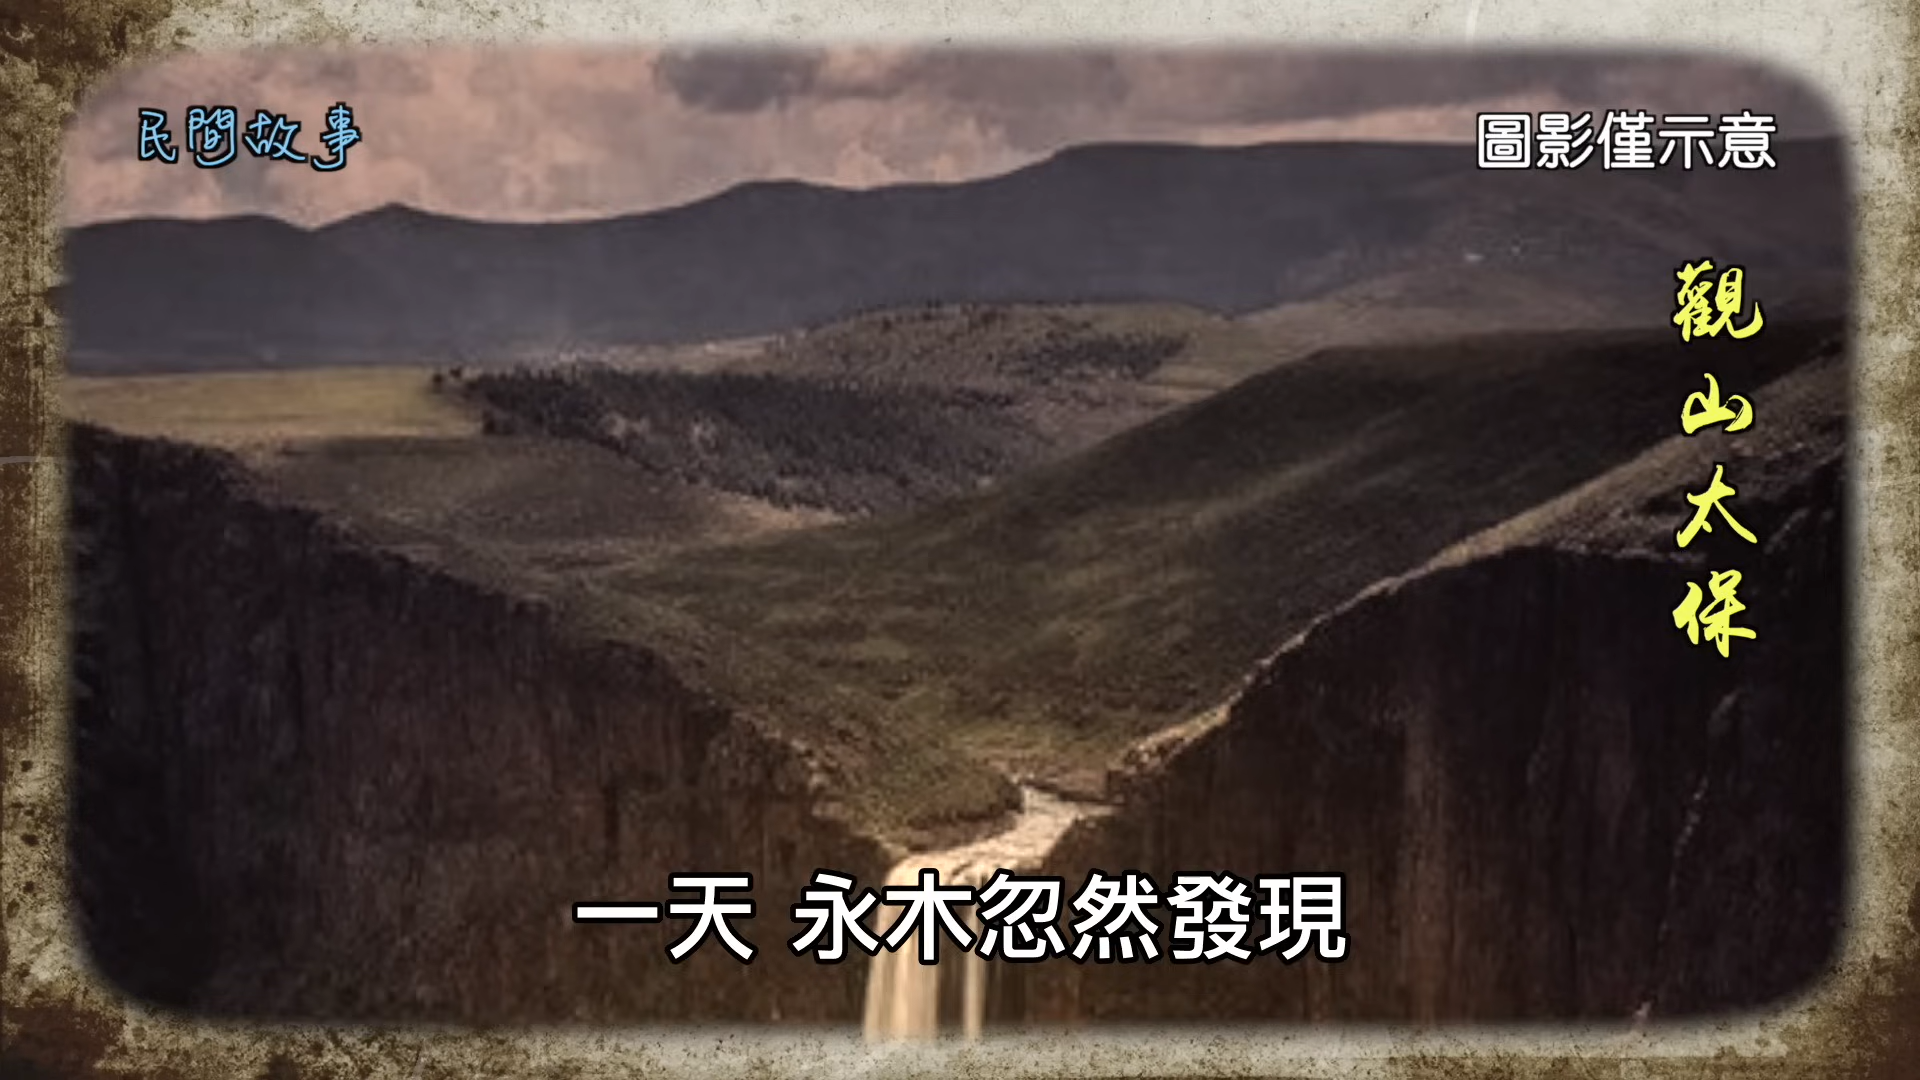 民間故事
圖影僅示意
觀山太保
一天 永木忽然發現